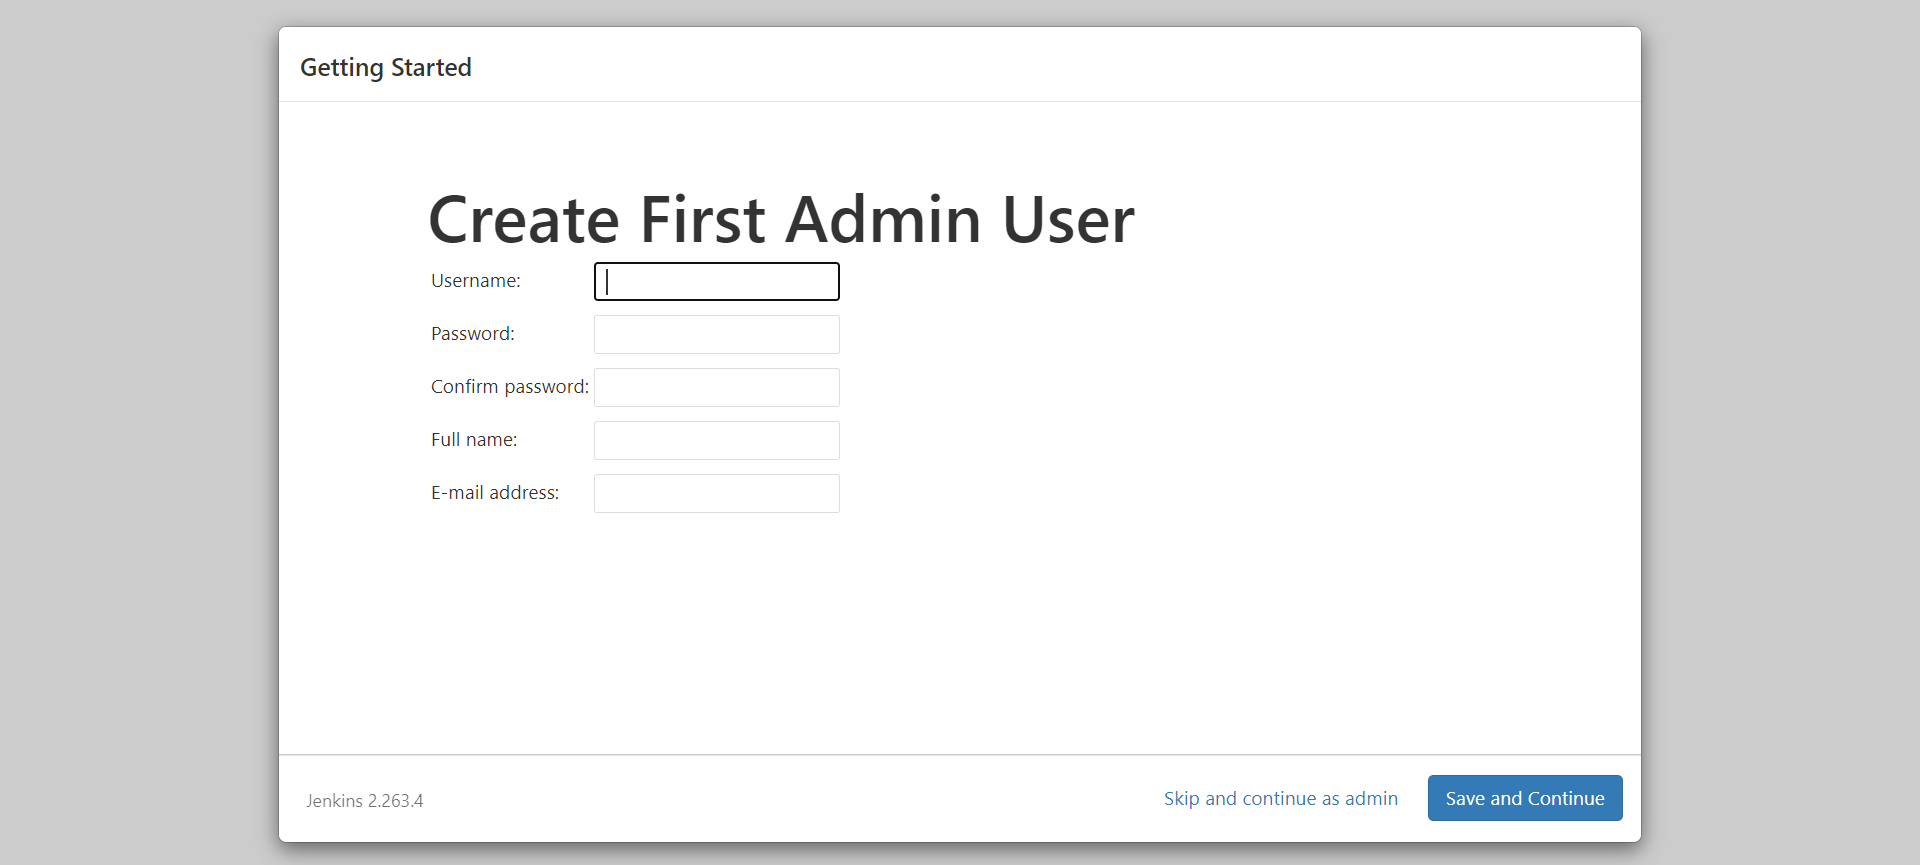 Getting Started
Create First Admin User
Username:
Password:
Confirm password:
Full name:
E-mail address:
Jenkins 2.263.4
Skip and continue as admin
Save and Continue